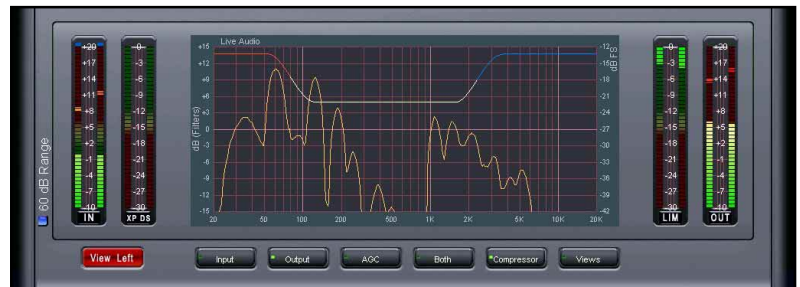 Live Audio
+20 +17 +14 +11 +8 +5 +2 -1 -4 -7 -10
IN
-0- -3 -6 -9 -12 -15 -18 -21 -24 -27 -30
XP DS
+15 +12 +9 +6 +3 0 -3 -6 -9 -12 -15
dB (Filters)
-12 -15 -18 -21 -24 -27 -30 -33 -36 -39 -42
dB FS
20 50 100 200 500 1K 2K 5K 10K 20K
-0- -3 -6 -9 -12 -15 -18 -21 -24 -27 -30
LIM
+20 +17 +14 +11 +8 +5 +2 -1 -4 -7 -10
OUT
60 dB Range
View Left
Input
Output
AGC
Both
Compressor
Views